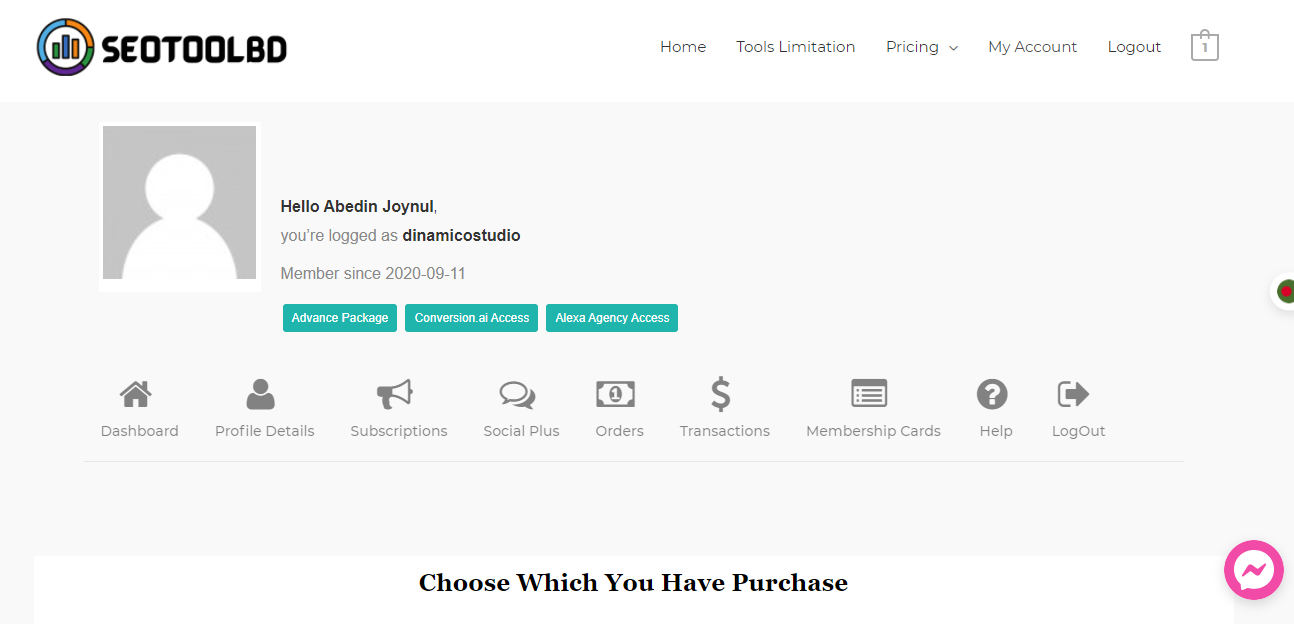 SEOTOOLBD
Home Tools Limitation Pricing My Account Logout 1
Hello Abedin Joynul,
you're logged as dinamicostudio
Member since 2020-09-11
Advance Package Conversion.ai Access Alexa Agency Access
1
Dashboard Profile Details Subscriptions Social Plus Orders Transactions Membership Cards Help LogOut
Choose Which You Have Purchase